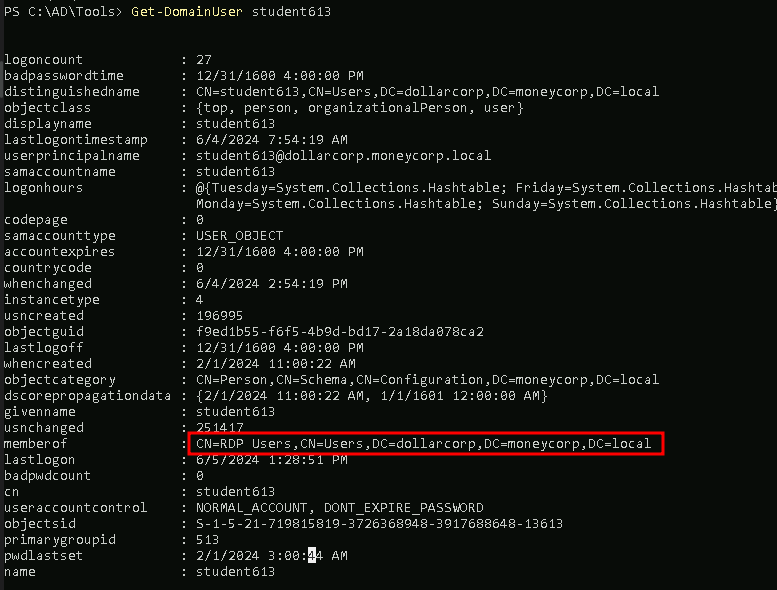 PS C:\AD\Tools> Get-DomainUser student613
logoncount : 27
badpasswordtime : 12/31/1600 4:00:00 PM
distinguishedname : CN=student613,CN=Users,DC=dollarcorp,DC=moneycorp,DC=local
objectclass : {top, person, organizationalPerson, user}
displayname : student613
lastlogontimestamp : 6/4/2024 7:54:19 AM
userprincipalname : student613@dollarcorp.moneycorp.local
samaccountname : student613
logonhours : @{Tuesday=System.Collections.Hashtable; Friday=System.Collections.Hashtab
Monday=System.Collections.Hashtable; Sunday=System.Collections.Hashtable}
codepage : 0
samaccounttype : USER_OBJECT
accountexpires : 12/31/1600 4:00:00 PM
countrycode : 0
whenchanged : 6/4/2024 2:54:19 PM
instancetype : 4
usncreated : 196995
objectguid : f9ed1b55-f6f5-4b9d-bd17-2a18da078ca2
lastlogoff : 12/31/1600 4:00:00 PM
whencreated : 2/1/2024 11:00:22 AM
objectcategory : CN=Person,CN=Schema,CN=Configuration,DC=moneycorp,DC=local
dscorepropagationdata : {2/1/2024 11:00:22 AM, 1/1/1601 12:00:00 AM}
givenname : student613
usnchanged : 251417
memberof : CN=RDP Users,CN=Users,DC=dollarcorp,DC=moneycorp,DC=local
lastlogon : 6/5/2024 1:28:51 PM
badpwdcount : 0
cn : student613
useraccountcontrol : NORMAL_ACCOUNT, DONT_EXPIRE_PASSWORD
objectsid : S-1-5-21-719815819-3726368948-3917688648-13613
primarygroupid : 513
pwdlastset : 2/1/2024 3:00:44 AM
name : student613